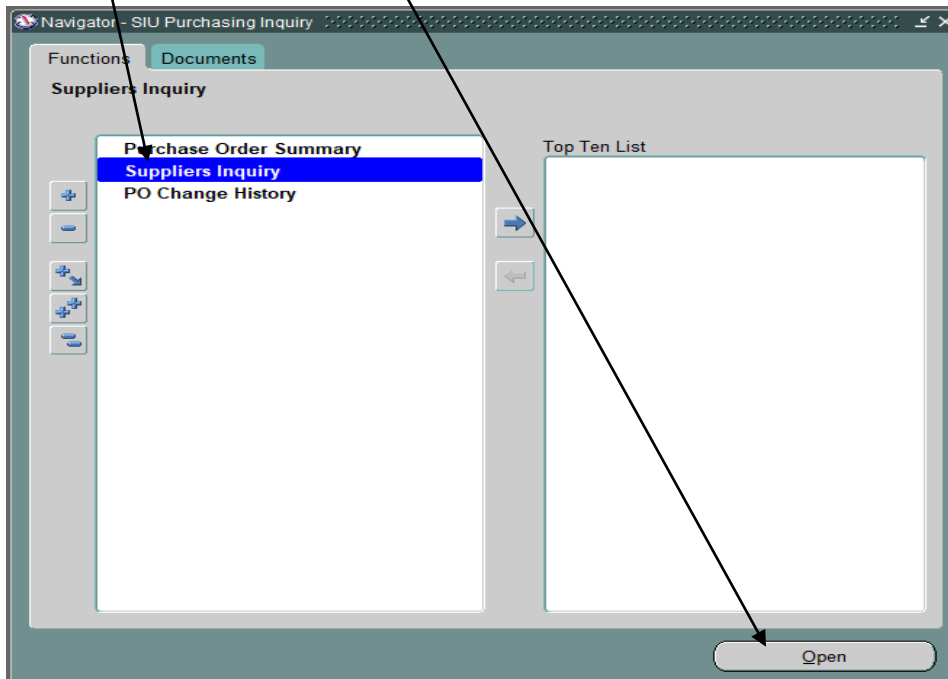 Navigator - SIU Purchasing Inquiry
Functions Documents
Suppliers Inquiry
Purchase Order Summary
Suppliers Inquiry
PO Change History
Top Ten List
Open